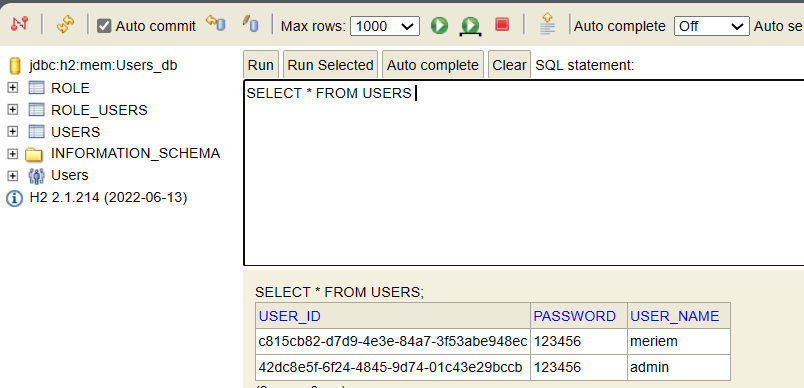 Auto commit Max rows: 1000 Auto complete Off Auto se
jdbc:h2:mem:Users_db
ROLE
ROLE_USERS
USERS
INFORMATION_SCHEMA
Users
H2 2.1.214 (2022-06-13)
Run Run Selected Auto complete Clear SQL statement:
SELECT * FROM USERS
SELECT * FROM USERS;
USER_ID PASSWORD USER_NAME
c815cb82-d7d9-4e3e-84a7-3f53abe948ec 123456 meriem
42dc8e5f-6f24-4845-9d74-01c43e29bccb 123456 admin